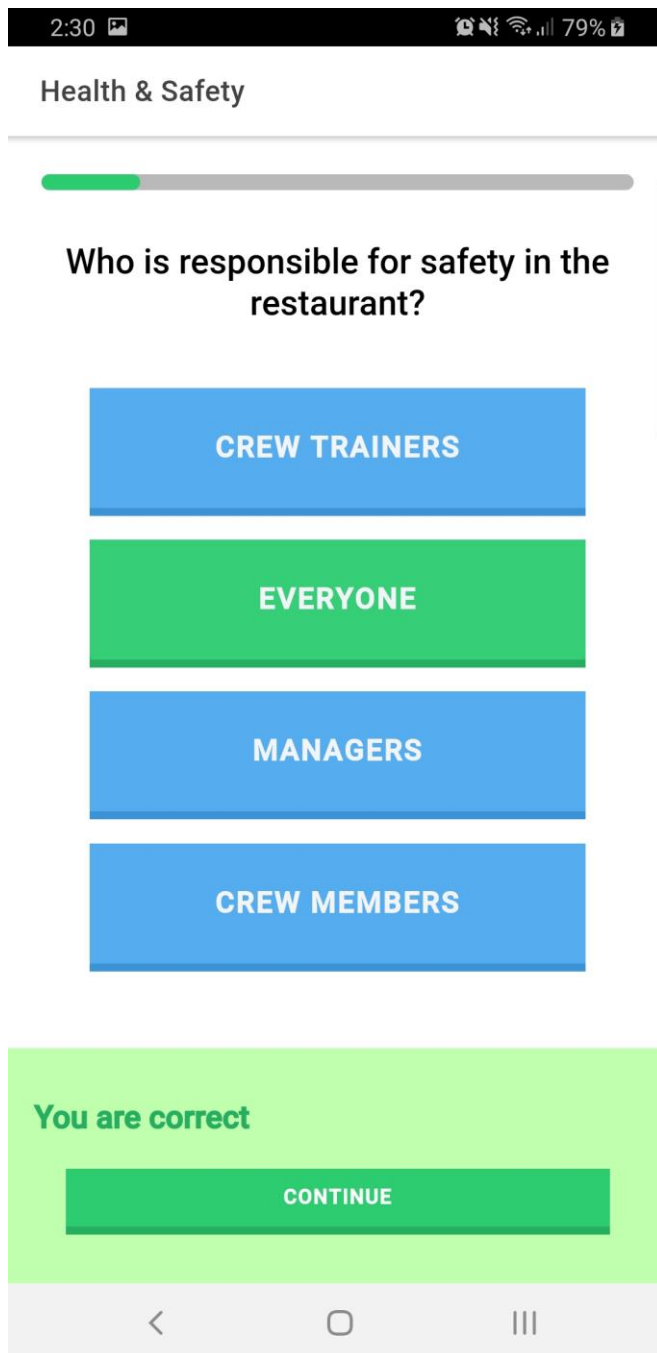 2:30 79%
Health & Safety
Who is responsible for safety in the
restaurant?
CREW TRAINERS
EVERYONE
MANAGERS
CREW MEMBERS
You are correct
CONTINUE